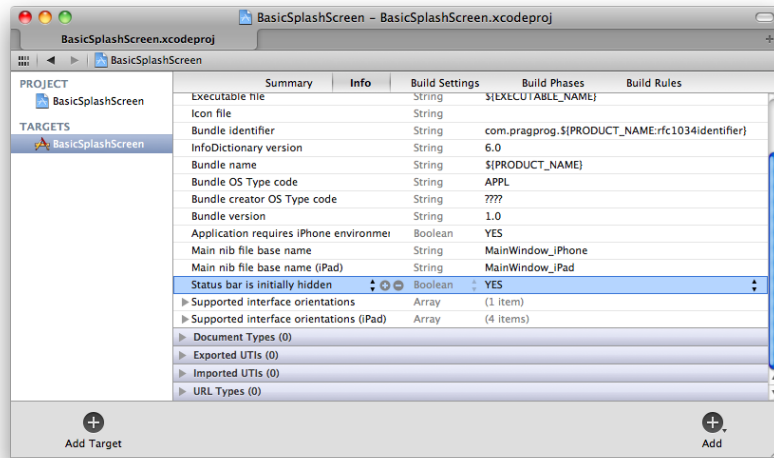 BasicSplashScreen – BasicSplashScreen.xcodeproj
BasicSplashScreen.xcodeproj
BasicSplashScreen
PROJECT
BasicSplashScreen
TARGETS
BasicSplashScreen
Summary Info Build Settings Build Phases Build Rules
Executable file String ${EXECUTABLE_NAME}
Icon file String
Bundle identifier String com.pragprog.${PRODUCT_NAME:rfc1034identifier}
InfoDictionary version String 6.0
Bundle name String ${PRODUCT_NAME}
Bundle OS Type code String APPL
Bundle creator OS Type code String ????
Bundle version String 1.0
Application requires iPhone environmen Boolean YES
Main nib file base name String MainWindow_iPhone
Main nib file base name (iPad) String MainWindow_iPad
Status bar is initially hidden Boolean YES
Supported interface orientations Array (1 item)
Supported interface orientations (iPad) Array (4 items)
Document Types (0)
Exported UTIs (0)
Imported UTIs (0)
URL Types (0)
Add Target
Add